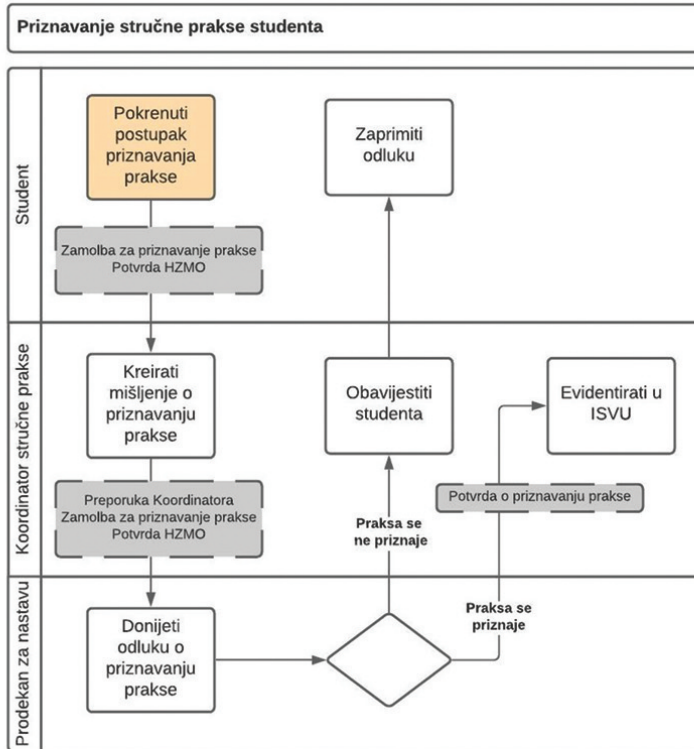 Priznavanje stručne prakse studenta
Student
Pokrenuti
postupak
priznavanja
prakse
Zaprimiti
odluku
Zamolba za priznavanje prakse
Potvrda HZMO
Koordinator stručne prakse
Kreirati
mišljenje o
priznavanju
prakse
Obavijestiti
studenta
Evidentirati u
ISVU
Preporuka Koordinatora
Zamolba za priznavanje prakse
Potvrda HZMO
Potvrda o priznavanju prakse
Praksa se
ne priznaje
Prodekan za nastavu
Donijeti
odluku o
priznavanju
prakse
Praksa se
priznaje